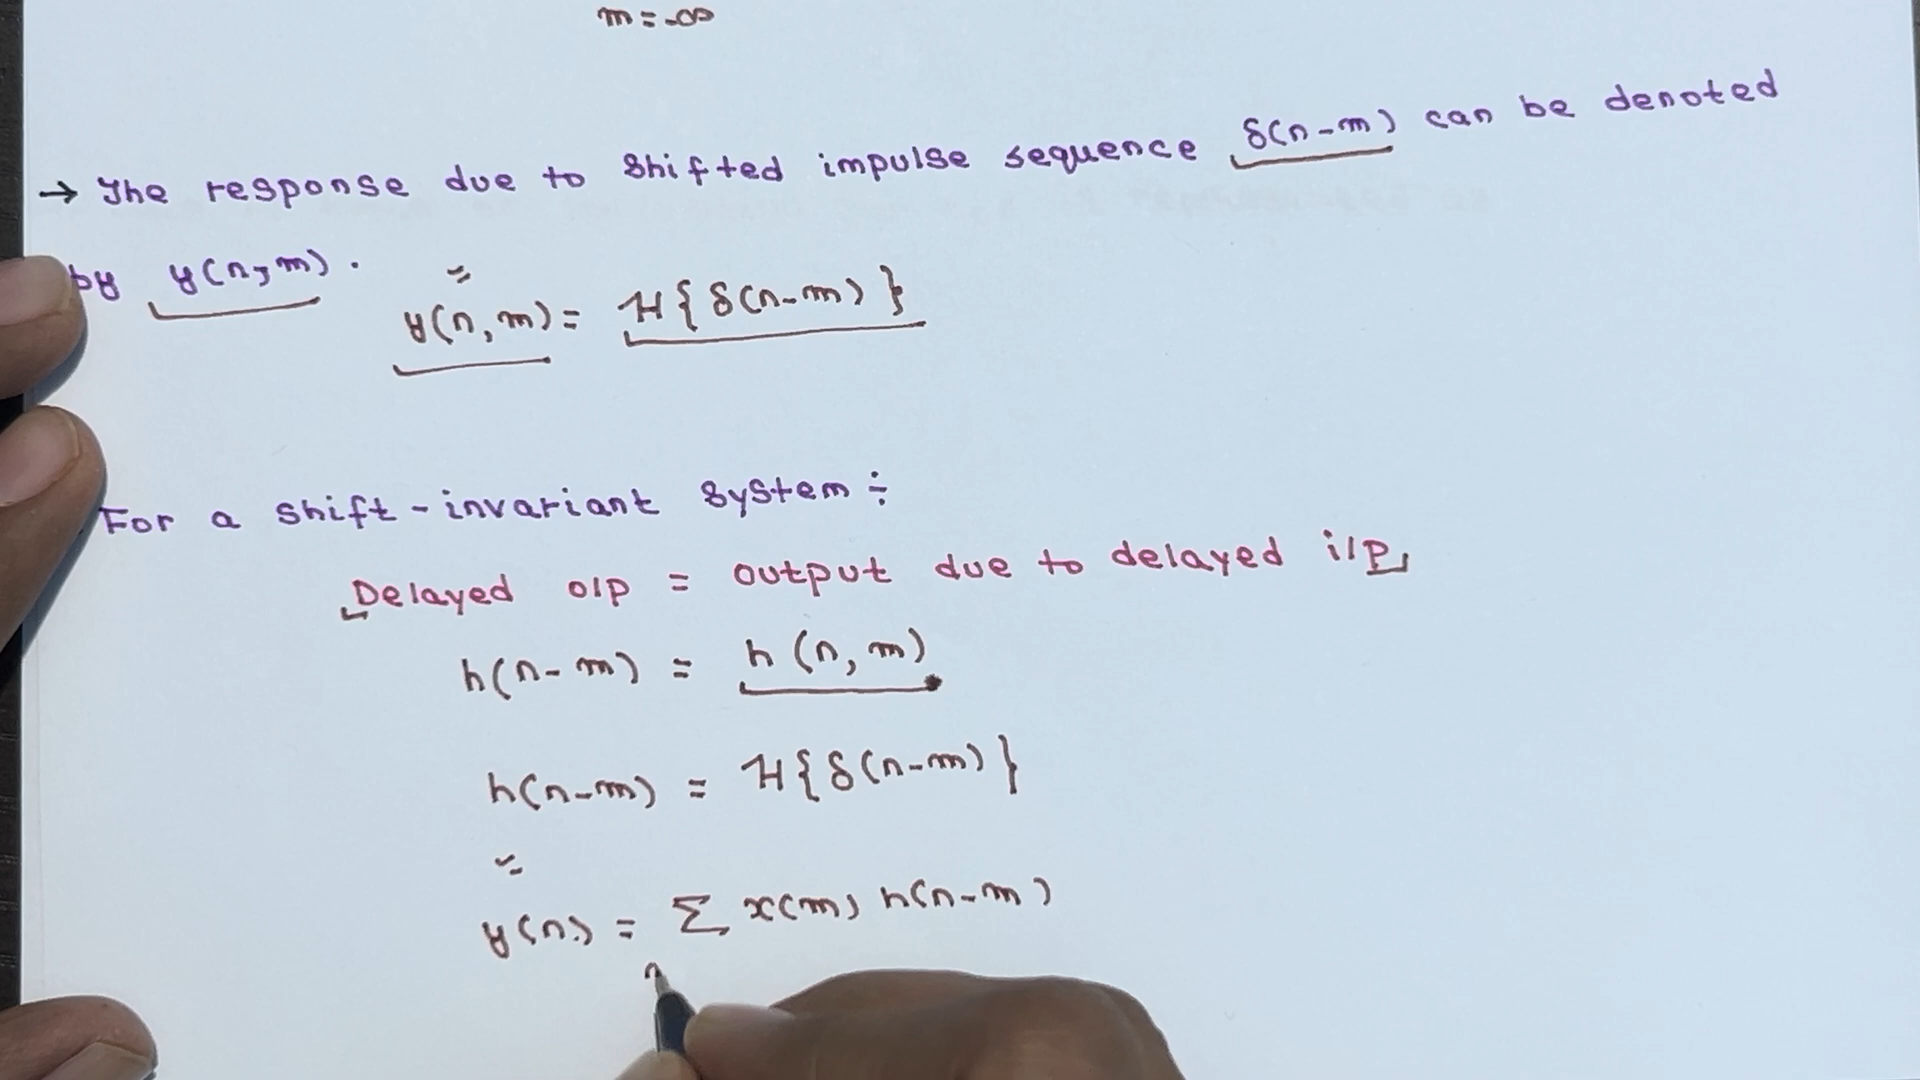 m = -∞
→ The response due to shifted impulse sequence δ(n-m) can be denoted
by y(n,m).
y(n,m) = H{δ(n-m)}
For a shift-invariant system ÷
Delayed o/p = output due to delayed i/p
h(n-m) = h(n,m)
h(n-m) = H{δ(n-m)}
y(n) = Σ x(m) h(n-m)